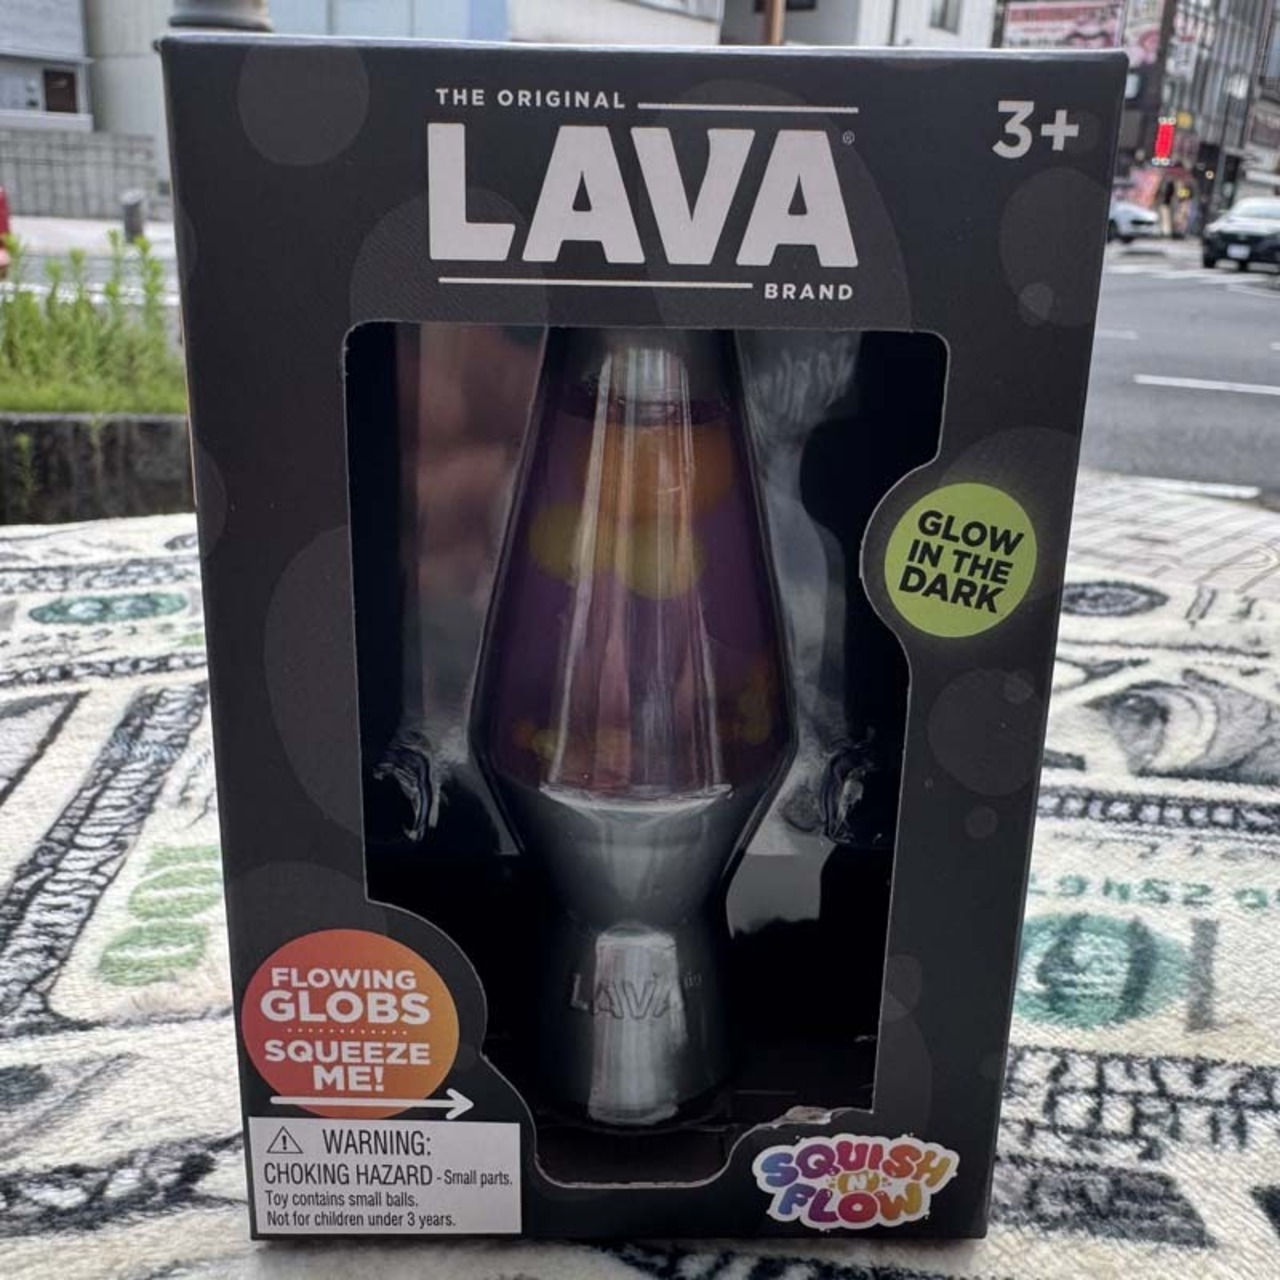 THE ORIGINAL
LAVA®
BRAND
3+
GLOW
IN THE
DARK
LAVA
FLOWING
GLOBS
SQUEEZE
ME!
WARNING:
CHOKING HAZARD - Small parts.
Toy contains small balls.
Not for children under 3 years.
SQUISH
'N'
FLOW